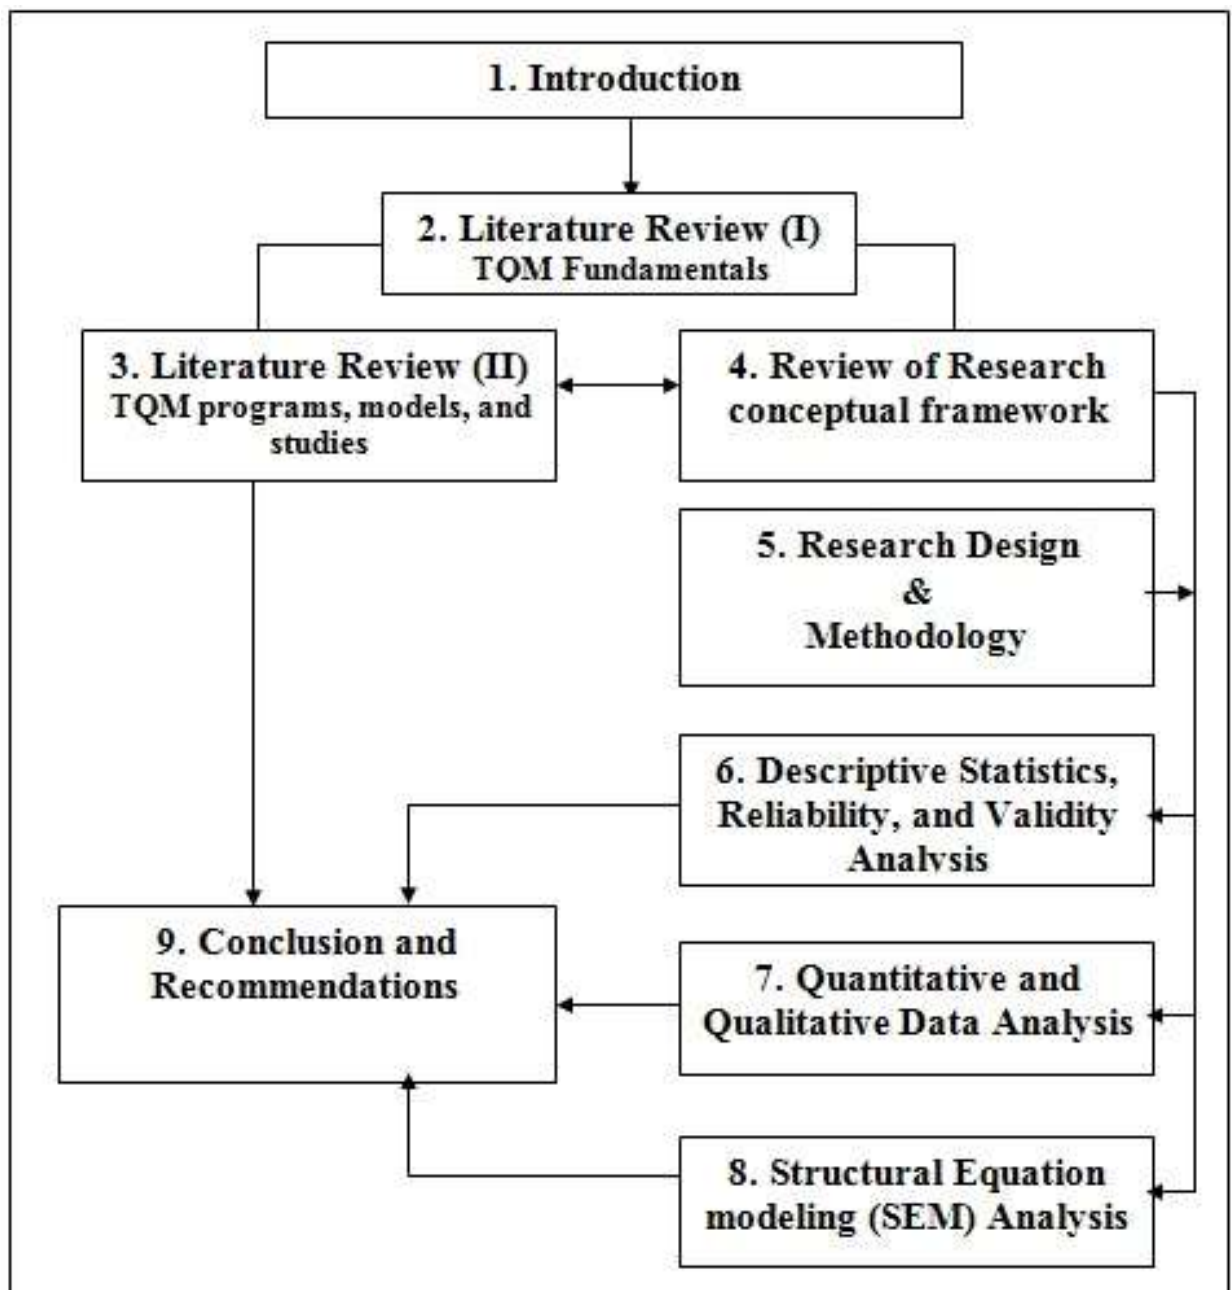 1. Introduction
2. Literature Review (I)
TQM Fundamentals
3. Literature Review (II)
TQM programs, models, and
studies
4. Review of Research
conceptual framework
5. Research Design
&
Methodology
6. Descriptive Statistics,
Reliability, and Validity
Analysis
9. Conclusion and
Recommendations
7. Quantitative and
Qualitative Data Analysis
8. Structural Equation
modeling (SEM) Analysis